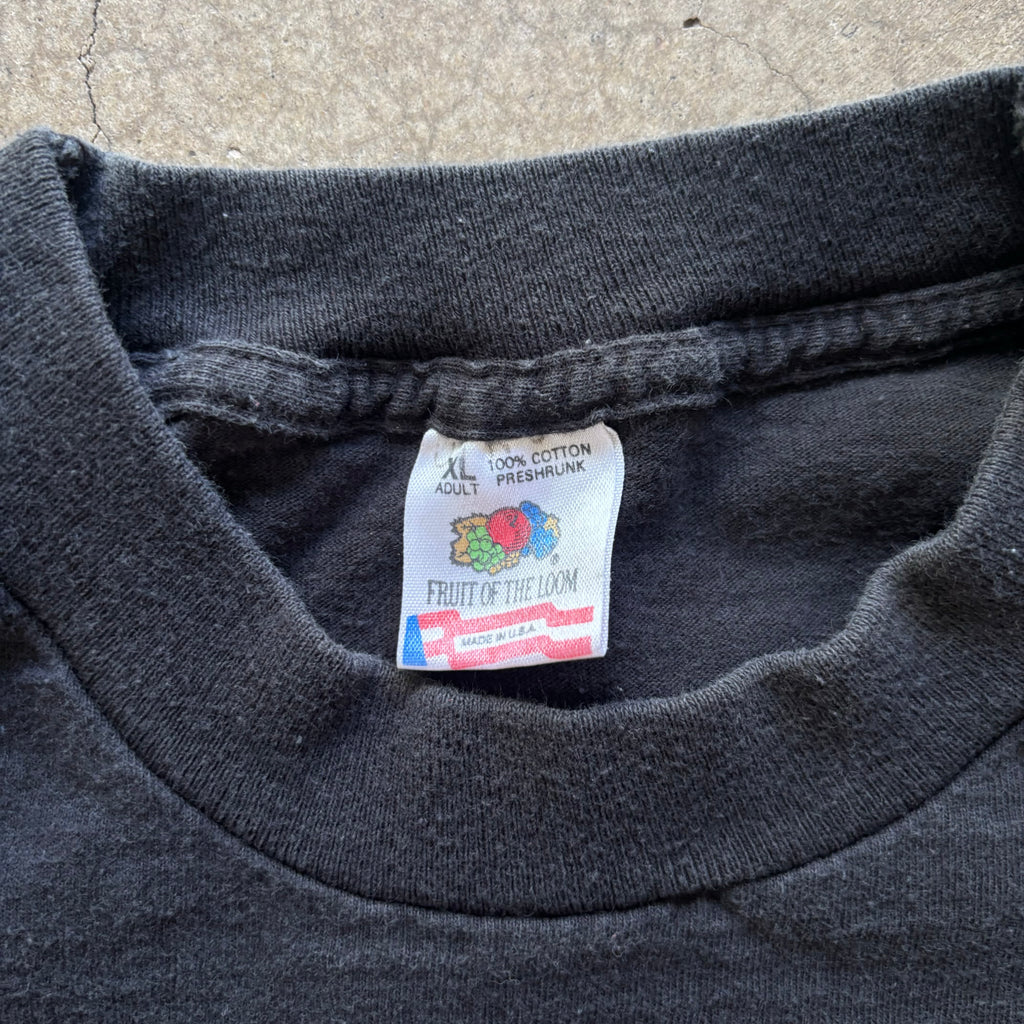 XL 100% COTTON
ADULT PRESHRUNK
®
FRUIT OF THE LOOM
MADE IN U.S.A.